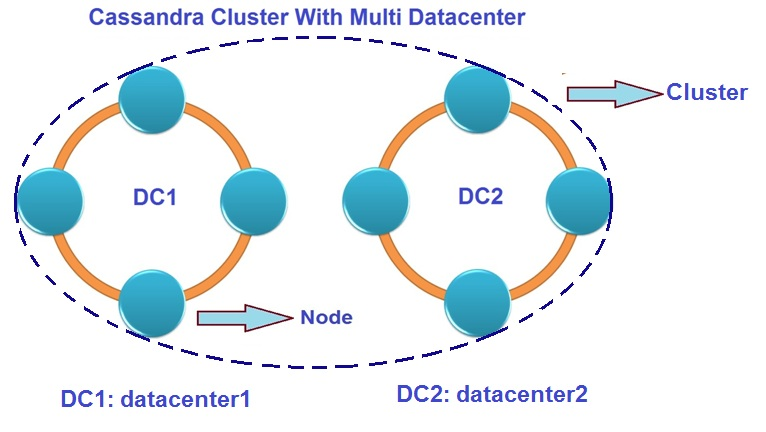 Cassandra Cluster With Multi Datacenter
Cluster
DC1
DC2
Node
DC1: datacenter1
DC2: datacenter2